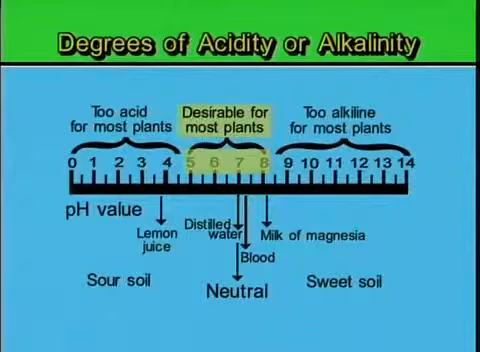 Degrees of Acidity or Alkalinity
Too acid
for most plants
Desirable for
most plants
Too alkiline
for most plants
0 1 2 3 4 5 6 7 8 9 10 11 12 13 14
pH value
Lemon
juice
Distilled
water
Milk of magnesia
Blood
Sour soil
Neutral
Sweet soil